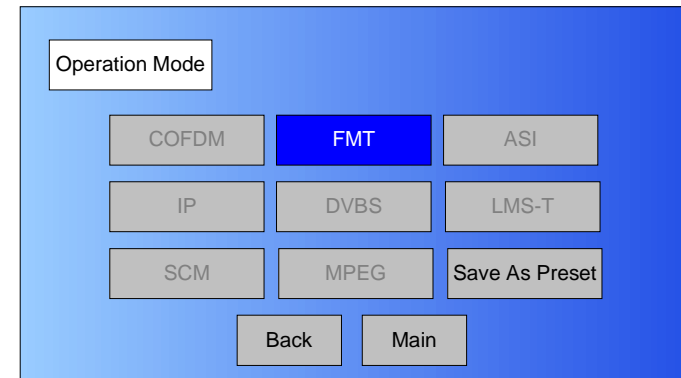 Operation Mode
COFDM FMT ASI
IP DVBS LMS-T
SCM MPEG Save As Preset
Back Main